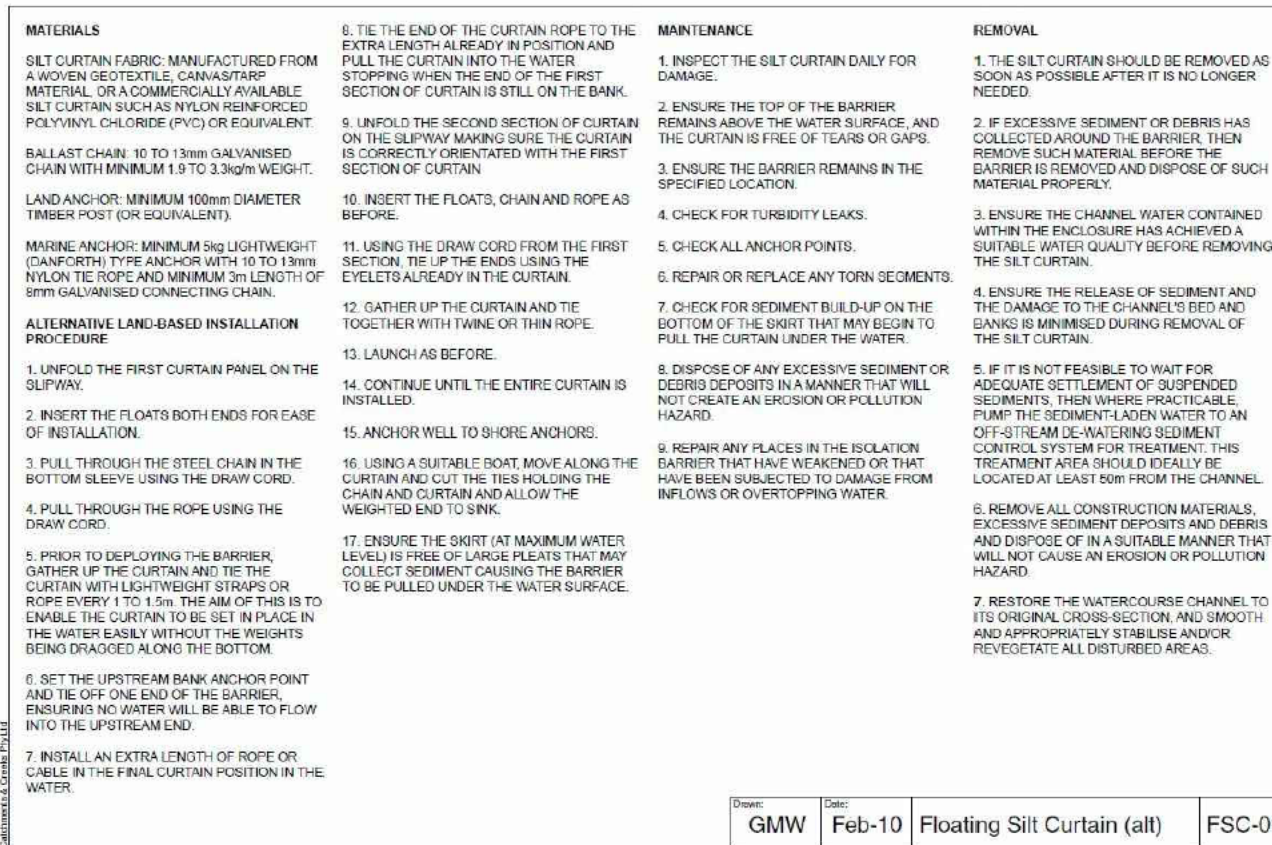 MATERIALS
SILT CURTAIN FABRIC: MANUFACTURED FROM
A WOVEN GEOTEXTILE, CANVAS/TARP
MATERIAL, OR A COMMERCIALLY AVAILABLE
SILT CURTAIN SUCH AS NYLON REINFORCED
POLYVINYL CHLORIDE (PVC) OR EQUIVALENT.
BALLAST CHAIN: 10 TO 13mm GALVANISED
CHAIN WITH MINIMUM 1.9 TO 3.3kg/m WEIGHT.
LAND ANCHOR: MINIMUM 100mm DIAMETER
TIMBER POST (OR EQUIVALENT).
MARINE ANCHOR: MINIMUM 5kg LIGHTWEIGHT
(DANFORTH) TYPE ANCHOR WITH 10 TO 13mm
NYLON TIE ROPE AND MINIMUM 3m LENGTH OF
8mm GALVANISED CONNECTING CHAIN.
ALTERNATIVE LAND-BASED INSTALLATION
PROCEDURE
1. UNFOLD THE FIRST CURTAIN PANEL ON THE
SLIPWAY.
2. INSERT THE FLOATS BOTH ENDS FOR EASE
OF INSTALLATION.
3. PULL THROUGH THE STEEL CHAIN IN THE
BOTTOM SLEEVE USING THE DRAW CORD.
4. PULL THROUGH THE ROPE USING THE
DRAW CORD.
5. PRIOR TO DEPLOYING THE BARRIER,
GATHER UP THE CURTAIN AND TIE THE
CURTAIN WITH LIGHTWEIGHT STRAPS OR
ROPE EVERY 1 TO 1.5m. THE AIM OF THIS IS TO
ENABLE THE CURTAIN TO BE SET IN PLACE IN
THE WATER EASILY WITHOUT THE WEIGHTS
BEING DRAGGED ALONG THE BOTTOM.
6. SET THE UPSTREAM BANK ANCHOR POINT
AND TIE OFF ONE END OF THE BARRIER,
ENSURING NO WATER WILL BE ABLE TO FLOW
INTO THE UPSTREAM END.
7. INSTALL AN EXTRA LENGTH OF ROPE OR
CABLE IN THE FINAL CURTAIN POSITION IN THE
WATER.
8. TIE THE END OF THE CURTAIN ROPE TO THE
EXTRA LENGTH ALREADY IN POSITION AND
PULL THE CURTAIN INTO THE WATER
STOPPING WHEN THE END OF THE FIRST
SECTION OF CURTAIN IS STILL ON THE BANK.
9. UNFOLD THE SECOND SECTION OF CURTAIN
ON THE SLIPWAY MAKING SURE THE CURTAIN
IS CORRECTLY ORIENTATED WITH THE FIRST
SECTION OF CURTAIN
10. INSERT THE FLOATS, CHAIN AND ROPE AS
BEFORE.
11. USING THE DRAW CORD FROM THE FIRST
SECTION, TIE UP THE ENDS USING THE
EYELETS ALREADY IN THE CURTAIN.
12. GATHER UP THE CURTAIN AND TIE
TOGETHER WITH TWINE OR THIN ROPE.
13. LAUNCH AS BEFORE.
14. CONTINUE UNTIL THE ENTIRE CURTAIN IS
INSTALLED.
15. ANCHOR WELL TO SHORE ANCHORS.
16. USING A SUITABLE BOAT, MOVE ALONG THE
CURTAIN AND CUT THE TIES HOLDING THE
CHAIN AND CURTAIN AND ALLOW THE
WEIGHTED END TO SINK.
17. ENSURE THE SKIRT (AT MAXIMUM WATER
LEVEL) IS FREE OF LARGE PLEATS THAT MAY
COLLECT SEDIMENT CAUSING THE BARRIER
TO BE PULLED UNDER THE WATER SURFACE.
MAINTENANCE
1. INSPECT THE SILT CURTAIN DAILY FOR
DAMAGE.
2. ENSURE THE TOP OF THE BARRIER
REMAINS ABOVE THE WATER SURFACE, AND
THE CURTAIN IS FREE OF TEARS OR GAPS.
3. ENSURE THE BARRIER REMAINS IN THE
SPECIFIED LOCATION.
4. CHECK FOR TURBIDITY LEAKS.
5. CHECK ALL ANCHOR POINTS.
6. REPAIR OR REPLACE ANY TORN SEGMENTS.
7. CHECK FOR SEDIMENT BUILD-UP ON THE
BOTTOM OF THE SKIRT THAT MAY BEGIN TO
PULL THE CURTAIN UNDER THE WATER.
8. DISPOSE OF ANY EXCESSIVE SEDIMENT OR
DEBRIS DEPOSITS IN A MANNER THAT WILL
NOT CREATE AN EROSION OR POLLUTION
HAZARD.
9. REPAIR ANY PLACES IN THE ISOLATION
BARRIER THAT HAVE WEAKENED OR THAT
HAVE BEEN SUBJECTED TO DAMAGE FROM
INFLOWS OR OVERTOPPING WATER.
REMOVAL
1. THE SILT CURTAIN SHOULD BE REMOVED AS
SOON AS POSSIBLE AFTER IT IS NO LONGER
NEEDED.
2. IF EXCESSIVE SEDIMENT OR DEBRIS HAS
COLLECTED AROUND THE BARRIER, THEN
REMOVE SUCH MATERIAL BEFORE THE
BARRIER IS REMOVED AND DISPOSE OF SUCH
MATERIAL PROPERLY.
3. ENSURE THE CHANNEL WATER CONTAINED
WITHIN THE ENCLOSURE HAS ACHIEVED A
SUITABLE WATER QUALITY BEFORE REMOVING
THE SILT CURTAIN.
4. ENSURE THE RELEASE OF SEDIMENT AND
THE DAMAGE TO THE CHANNEL'S BED AND
BANKS IS MINIMISED DURING REMOVAL OF
THE SILT CURTAIN.
5. IF IT IS NOT FEASIBLE TO WAIT FOR
ADEQUATE SETTLEMENT OF SUSPENDED
SEDIMENTS, THEN WHERE PRACTICABLE,
PUMP THE SEDIMENT-LADEN WATER TO AN
OFF-STREAM DE-WATERING SEDIMENT
CONTROL SYSTEM FOR TREATMENT. THIS
TREATMENT AREA SHOULD IDEALLY BE
LOCATED AT LEAST 50m FROM THE CHANNEL.
6. REMOVE ALL CONSTRUCTION MATERIALS,
EXCESSIVE SEDIMENT DEPOSITS AND DEBRIS
AND DISPOSE OF IN A SUITABLE MANNER THAT
WILL NOT CAUSE AN EROSION OR POLLUTION
HAZARD.
7. RESTORE THE WATERCOURSE CHANNEL TO
ITS ORIGINAL CROSS-SECTION, AND SMOOTH
AND APPROPRIATELY STABILISE AND/OR
REVEGETATE ALL DISTURBED AREAS.
Catchments & Creeks Pty Ltd
Drawn:
GMW
Date:
Feb-10
Floating Silt Curtain (alt)
FSC-0